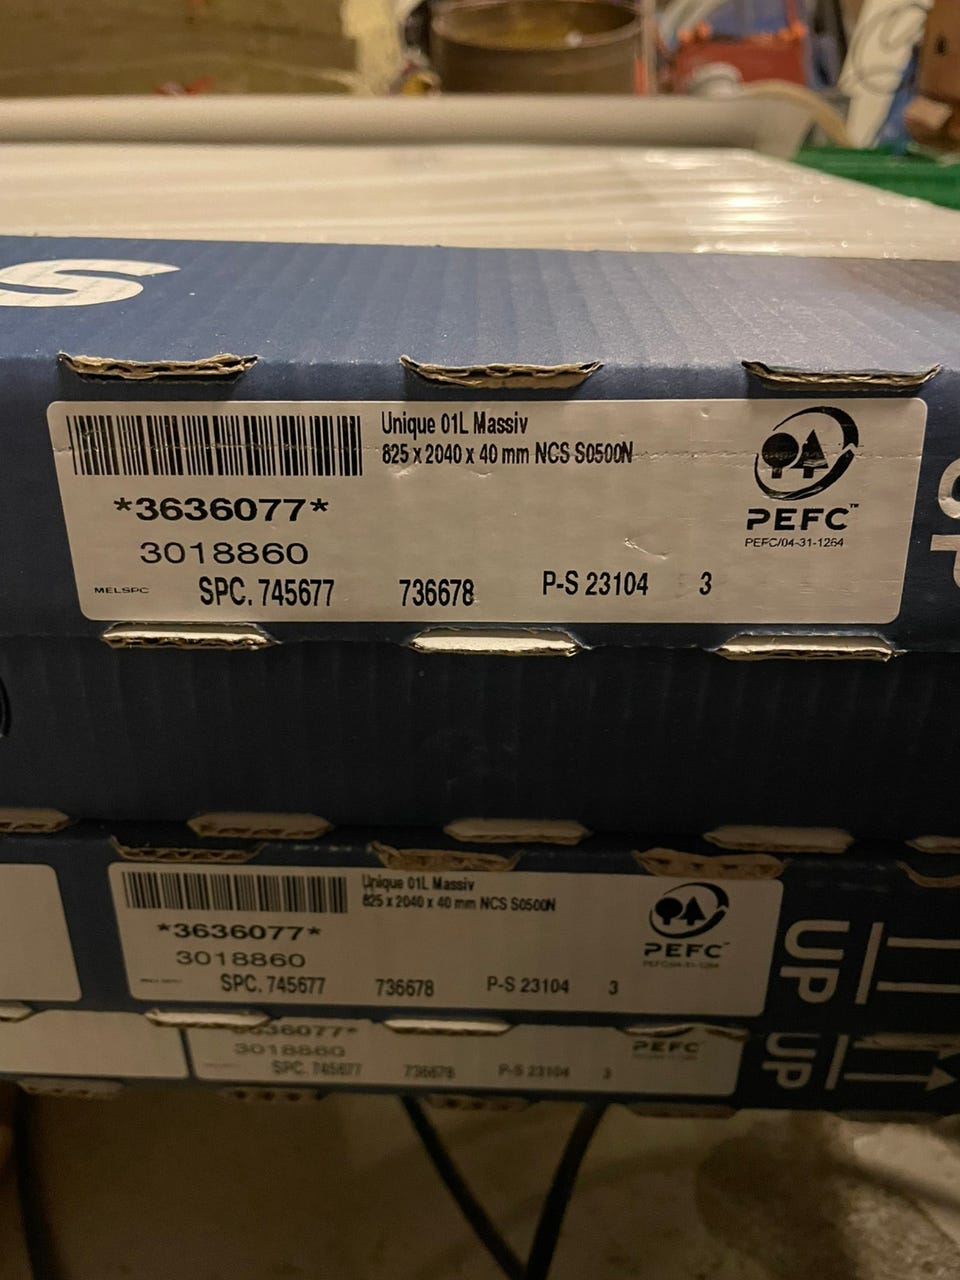 S
Unique 01L Massiv
825 x 2040 x 40 mm NCS S0500N
*3636077*
3018860
MELSPC SPC. 745677 736678 P-S 23104 3
PEFC™
PEFC/04-31-1264
Unique 01L Massiv
825 x 2040 x 40 mm NCS S0500N
*3636077*
3018860
SPC. 745677 736678 P-S 23104 3
PEFC
UP
3636077*
3018860
SPC. 745677 736678 P-S 23104 3
PEFC
UP